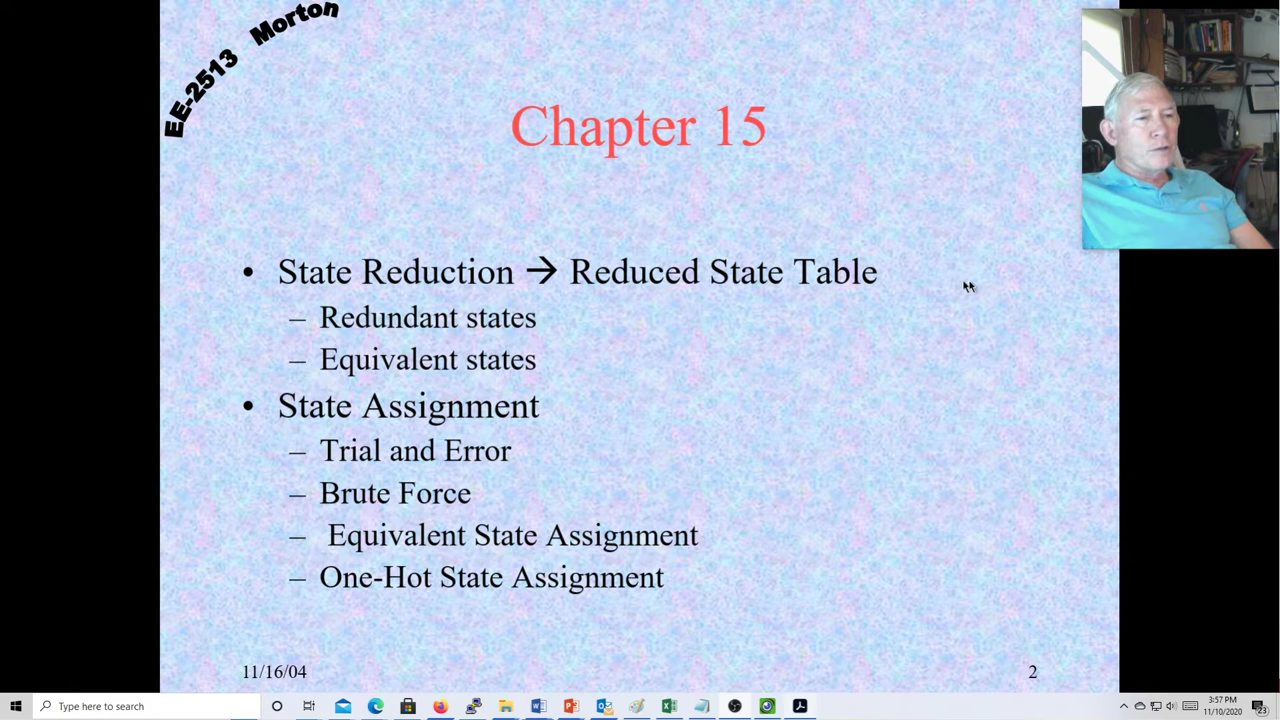 EE-2513 Morton
Chapter 15
• State Reduction → Reduced State Table
– Redundant states
– Equivalent states
• State Assignment
– Trial and Error
– Brute Force
– Equivalent State Assignment
– One-Hot State Assignment
11/16/04
2
Type here to search
3:57 PM
11/10/2020
23